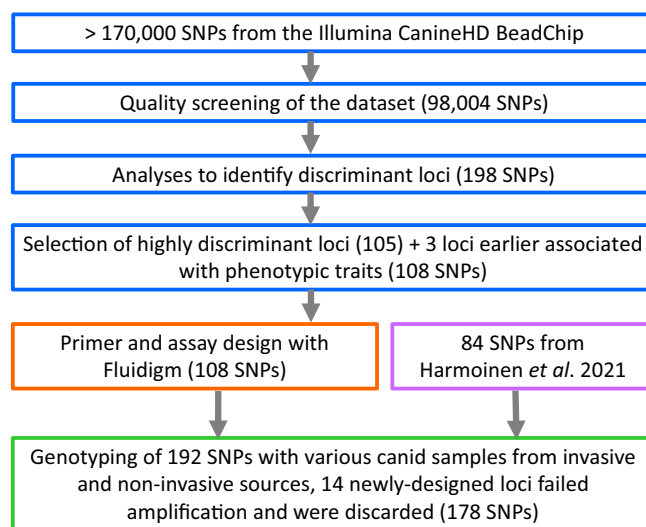 > 170,000 SNPs from the Illumina CanineHD BeadChip
Quality screening of the dataset (98,004 SNPs)
Analyses to identify discriminant loci (198 SNPs)
Selection of highly discriminant loci (105) + 3 loci earlier associated
with phenotypic traits (108 SNPs)
Primer and assay design with
Fluidigm (108 SNPs)
84 SNPs from
Harmoinen et al. 2021
Genotyping of 192 SNPs with various canid samples from invasive
and non-invasive sources, 14 newly-designed loci failed
amplification and were discarded (178 SNPs)